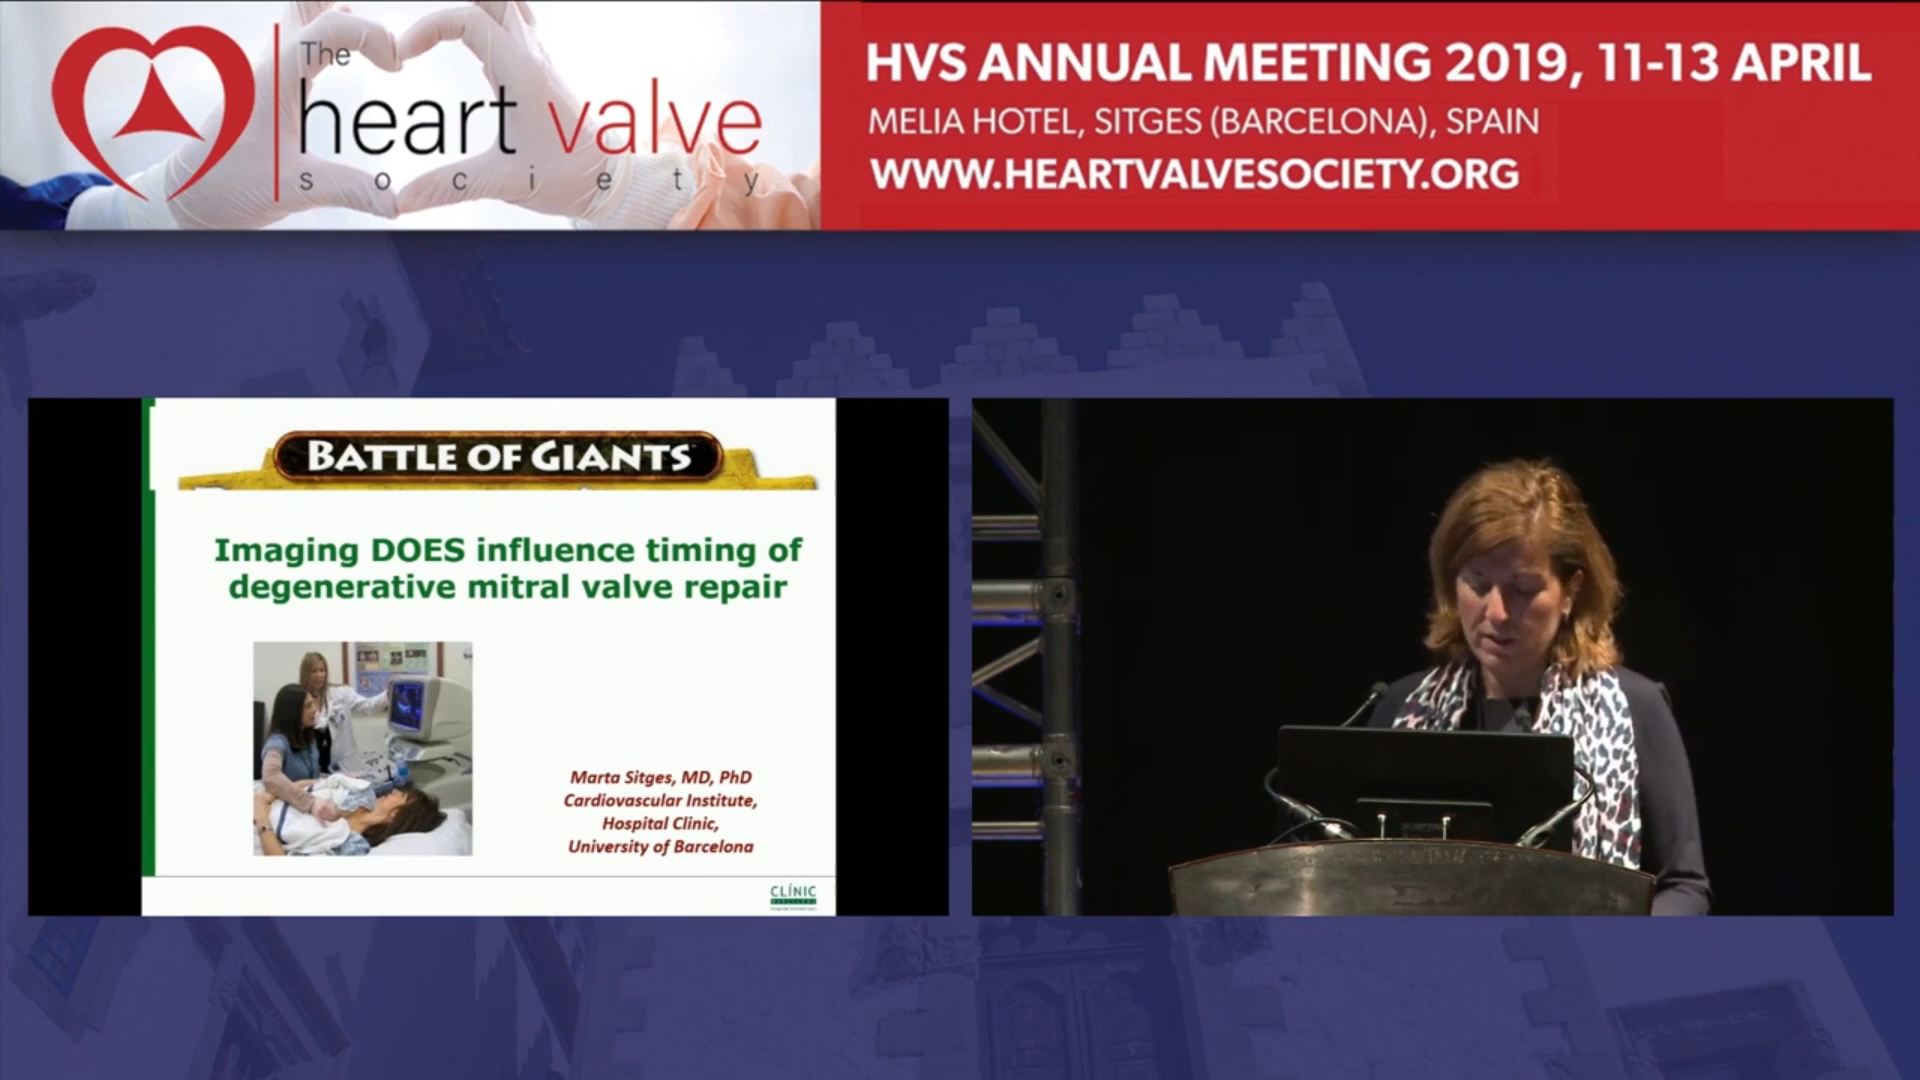 The
heart valve
society
HVS ANNUAL MEETING 2019, 11-13 APRIL
MELIA HOTEL, SITGES (BARCELONA), SPAIN
WWW.HEARTVALVESOCIETY.ORG
BATTLE OF GIANTS
Imaging DOES influence timing of
degenerative mitral valve repair
Marta Sitges, MD, PhD
Cardiovascular Institute,
Hospital Clinic,
University of Barcelona
CLÍNIC